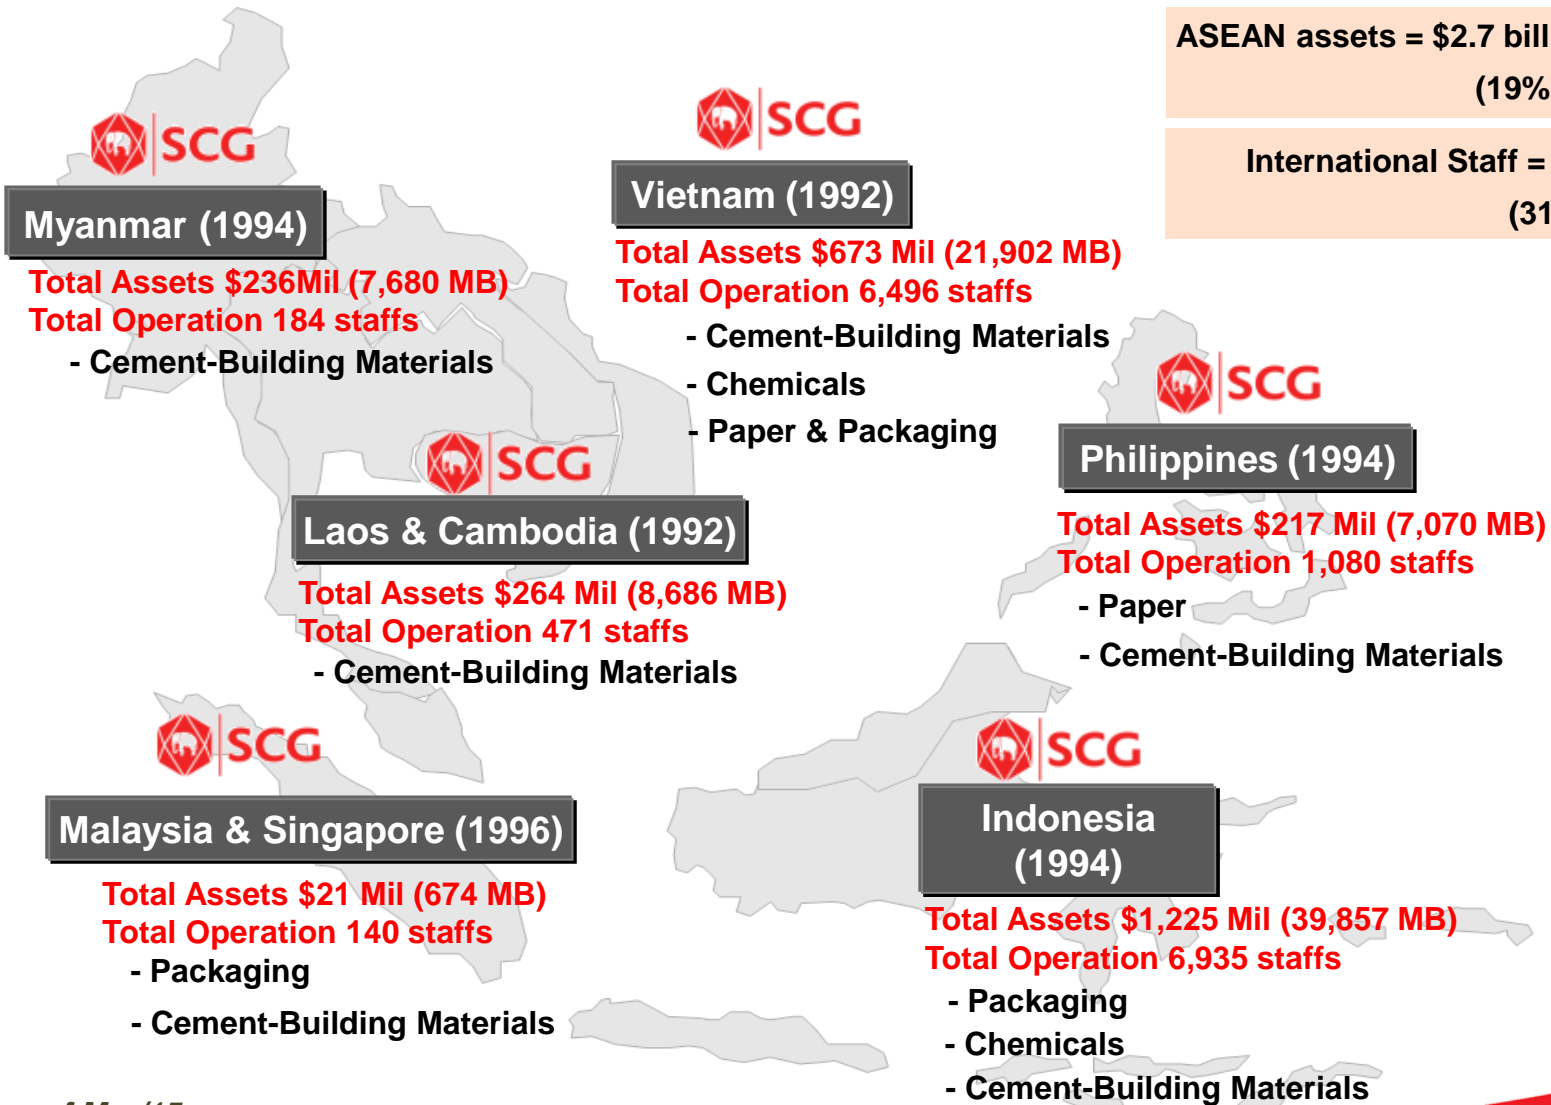 ASEAN assets = $2.7 bill
(19%
International Staff =
(31
SCG
Myanmar (1994)
Total Assets $236Mil (7,680 MB)
Total Operation 184 staffs
- Cement-Building Materials
SCG
Vietnam (1992)
Total Assets $673 Mil (21,902 MB)
Total Operation 6,496 staffs
- Cement-Building Materials
- Chemicals
- Paper & Packaging
SCG
Laos & Cambodia (1992)
Total Assets $264 Mil (8,686 MB)
Total Operation 471 staffs
- Cement-Building Materials
SCG
Philippines (1994)
Total Assets $217 Mil (7,070 MB)
Total Operation 1,080 staffs
- Paper
- Cement-Building Materials
SCG
Malaysia & Singapore (1996)
Total Assets $21 Mil (674 MB)
Total Operation 140 staffs
- Packaging
- Cement-Building Materials
SCG
Indonesia
(1994)
Total Assets $1,225 Mil (39,857 MB)
Total Operation 6,935 staffs
- Packaging
- Chemicals
- Cement-Building Materials